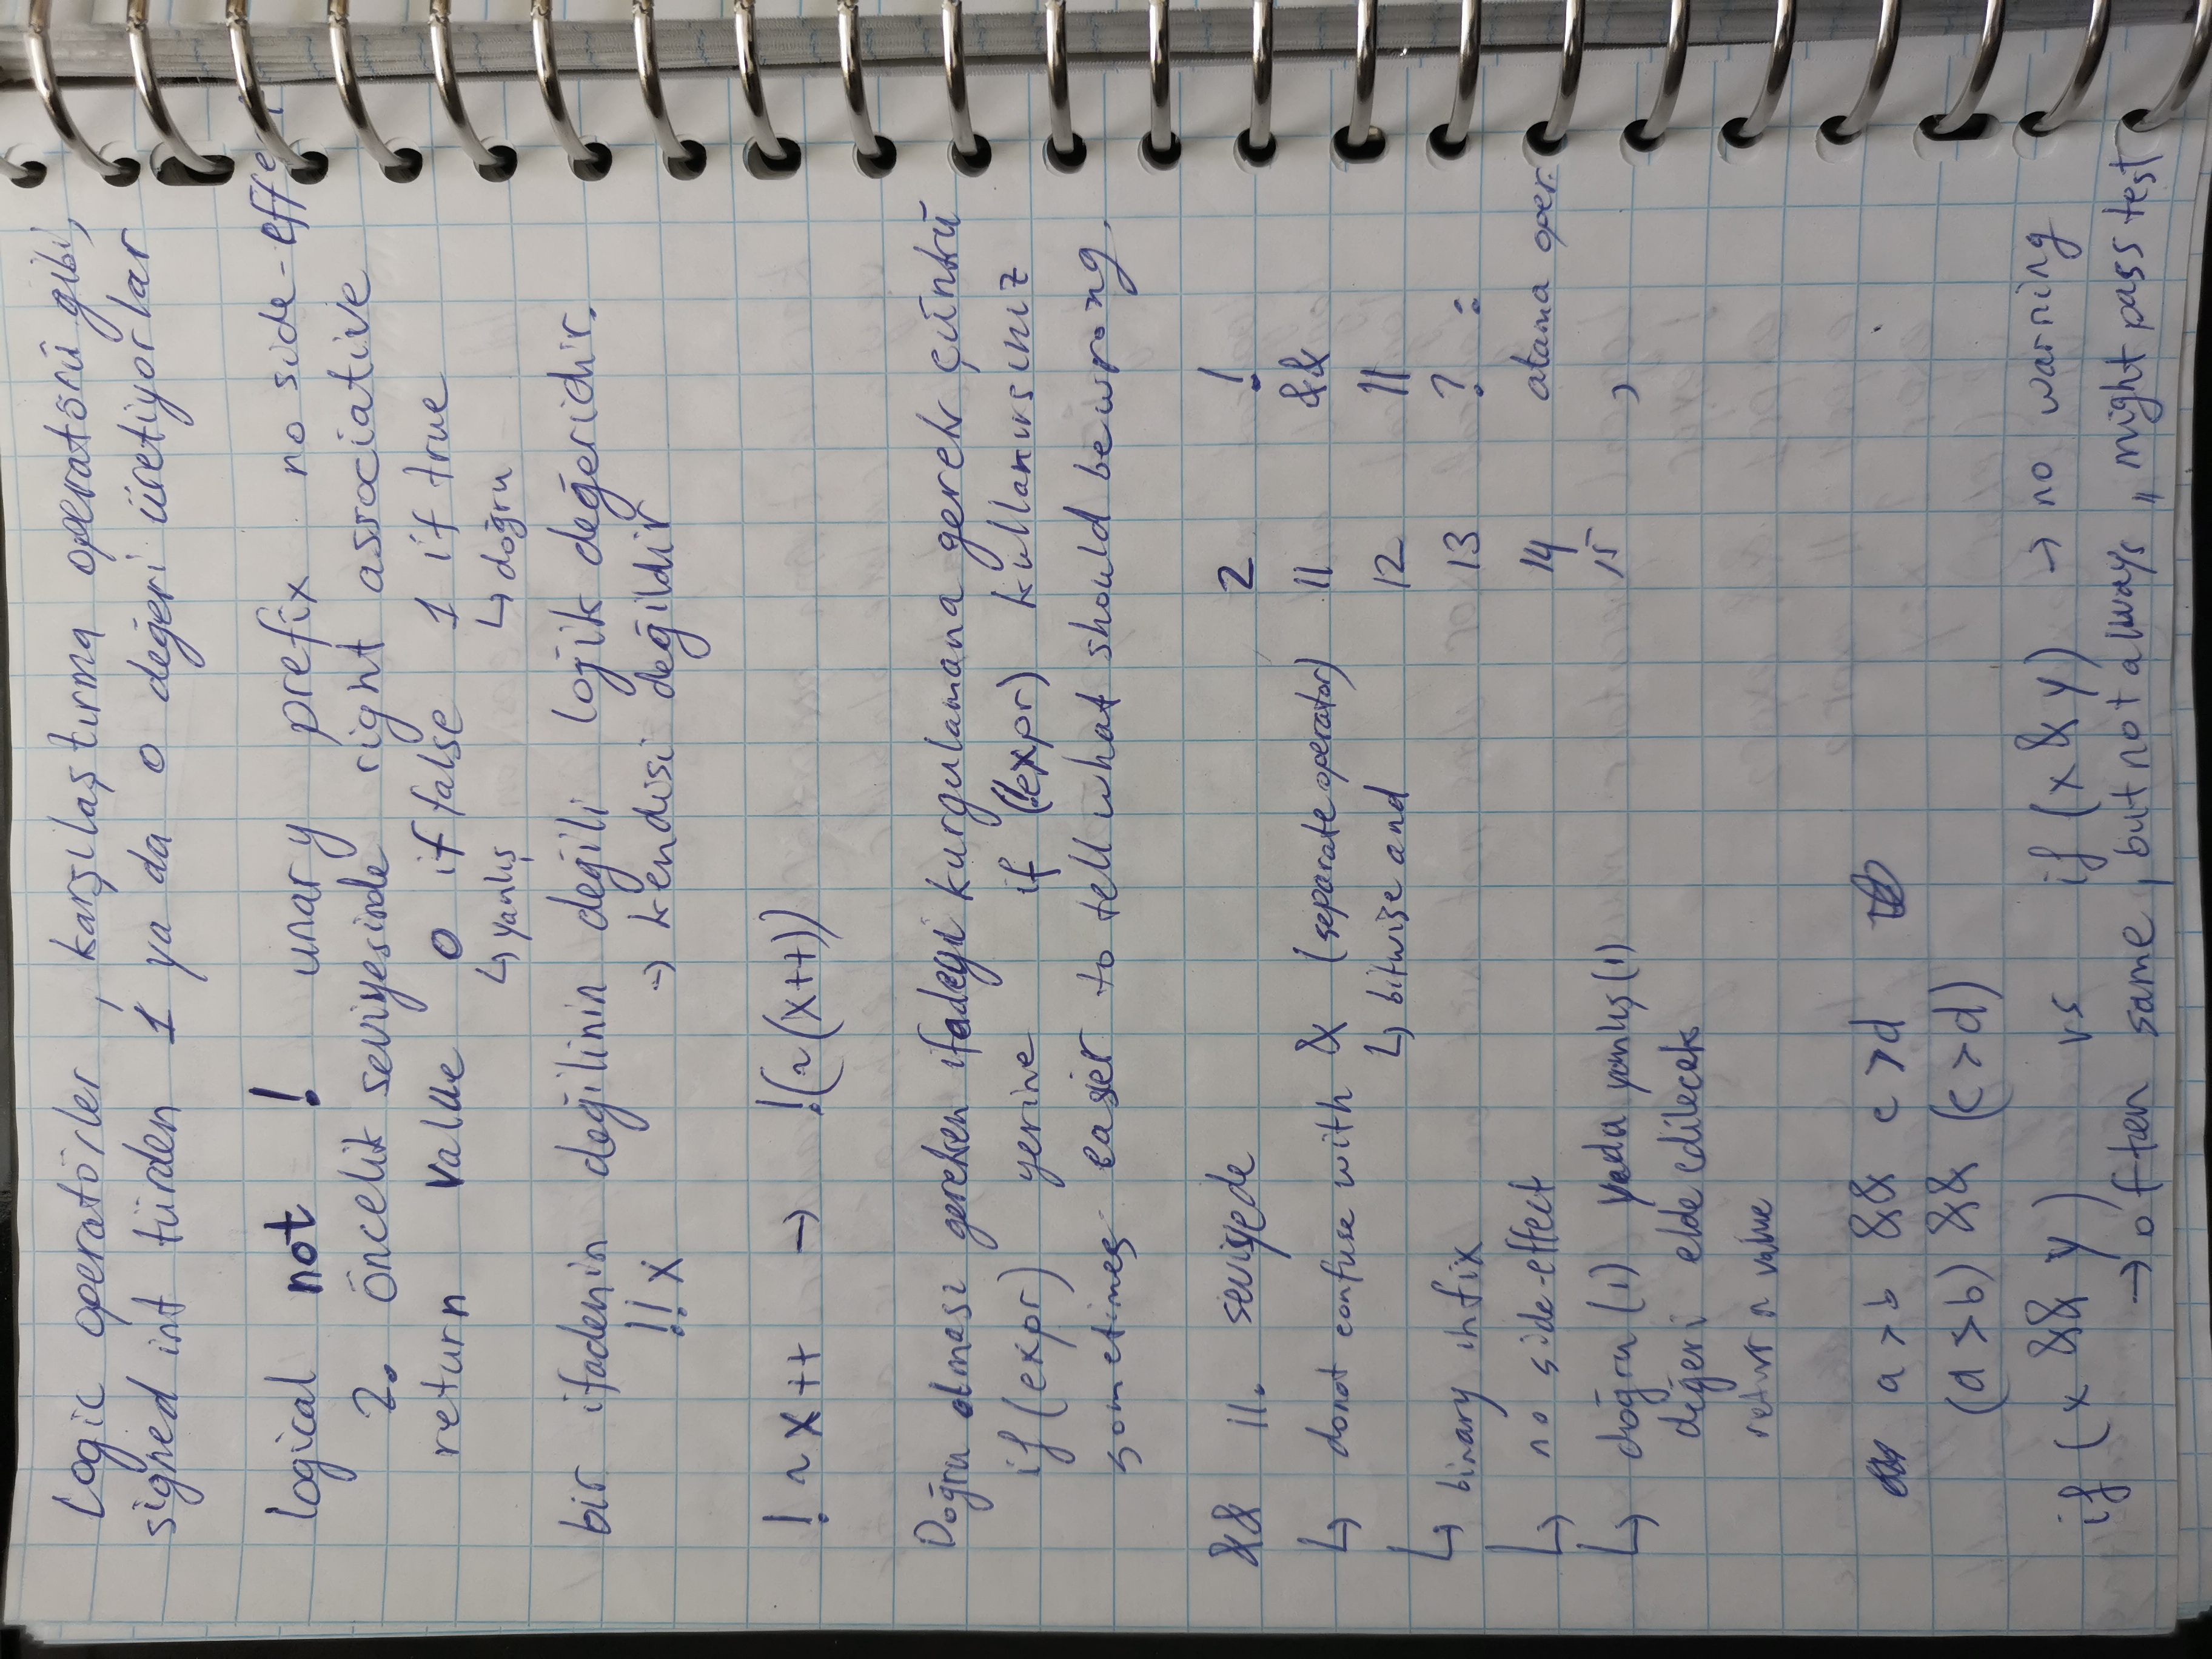 Logic operatörler , karşılaştırma operatörü gibi,
signed int türden 1 ya da 0 değeri üretiyorlar
logical not ! unary prefix no side-effect
2. öncelik seviyesinde right associative
return value 0 if false 1 if true
↳ yanlış ↳ doğru
bir ifadenin değilinin değili lojik değeridir.
!!x → kendisi değildir
! ~ x ++ → !(~(x++))
Doğru olması gereken ifadeyi kurgulamana gerek çünkü
if (expr) yerine if (!expr) kullanırsınız
sometimes easier to tell what should be wrong.
&& 11. seviyede
↳ donot confuse with & (separate operator)
↳ bitwise and
↳ binary infix
↳ no side-effect
↳ doğru (1) yada yanlış (1)
değeri elde edilecek
return value
2 !
11 &&
12 ||
13 ? :
14 atama oper.
15 ,
a > b && c > d
(a > b) && (c > d)
if (x && y) vs if (x & y) → no warning
→ often same, but not always, might pass test